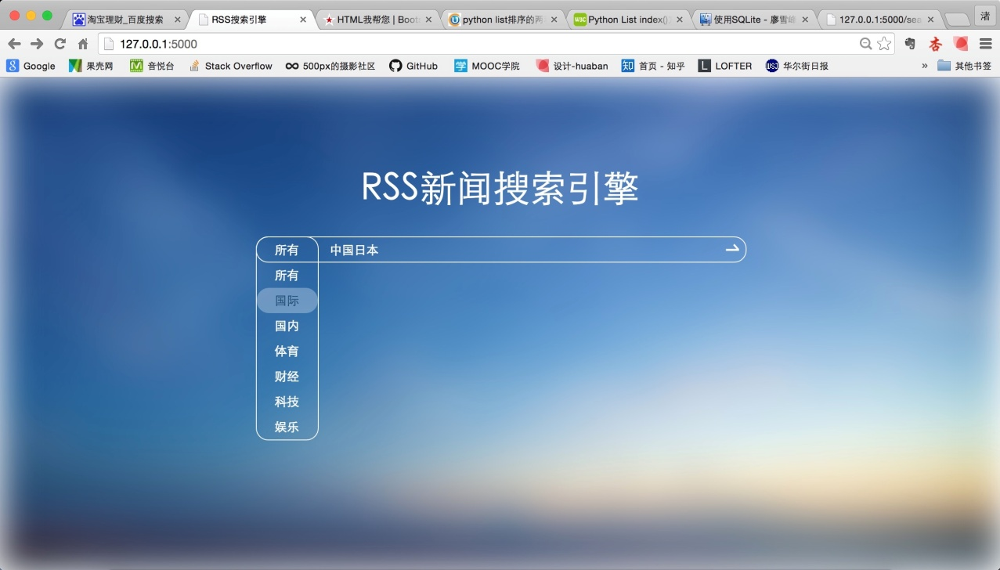 淘宝理财_百度搜索
RSS搜索引擎
HTML我帮您 | Boot
python list排序的两
Python List index()
使用SQLite - 廖雪峰
127.0.0.1:5000/sea
渚
127.0.0.1:5000
Google
果壳网
音悦台
Stack Overflow
500px的摄影社区
GitHub
学
MOOC学院
设计-huaban
知
首页 - 知乎
L
LOFTER
WSJ
华尔街日报
»
其他书签
RSS新闻搜索引擎
所有
中国日本
所有
国际
国内
体育
财经
科技
娱乐